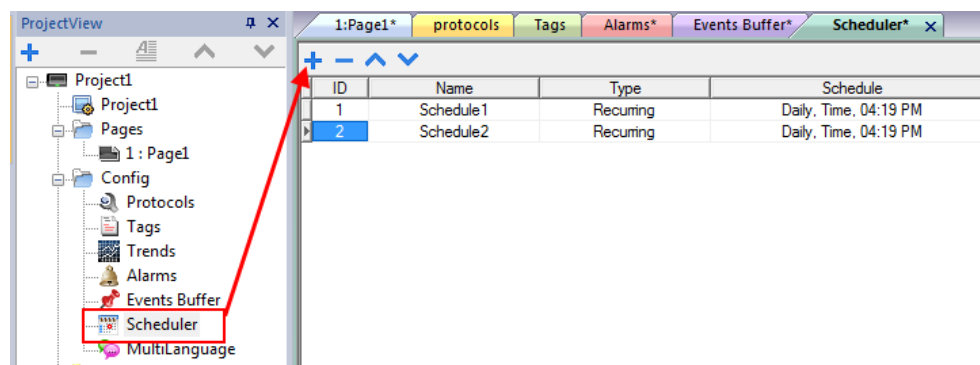 ProjectView
Project1
Project1
Pages
1 : Page1
Config
Protocols
Tags
Trends
Alarms
Events Buffer
Scheduler
MultiLanguage
1:Page1* protocols Tags Alarms* Events Buffer* Scheduler*
ID Name Type Schedule
1 Schedule1 Recurring Daily, Time, 04:19 PM
2 Schedule2 Recurring Daily, Time, 04:19 PM